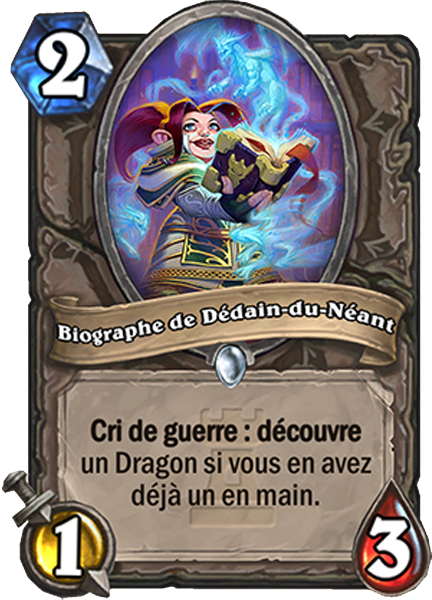 2
Biographe de Dédain-du-Néant
Cri de guerre : découvre
un Dragon si vous en avez
déjà un en main.
1
3